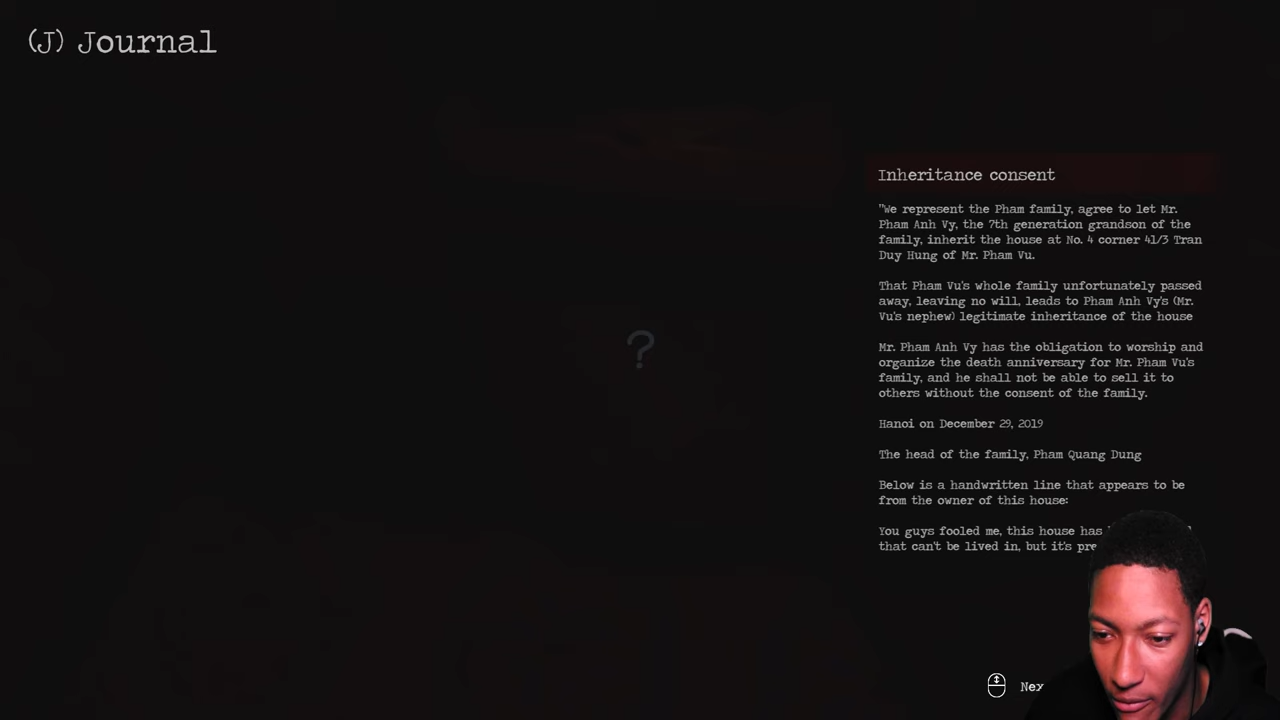 (J) Journal
?
Inheritance consent
"We represent the Pham family, agree to let Mr.
Pham Anh Vy, the 7th generation grandson of the
family, inherit the house at No. 4 corner 41/3 Tran
Duy Hung of Mr. Pham Vu.
That Pham Vu's whole family unfortunately passed
away, leaving no will, leads to Pham Anh Vy's (Mr.
Vu's nephew) legitimate inheritance of the house
Mr. Pham Anh Vy has the obligation to worship and
organize the death anniversary for Mr. Pham Vu's
family, and he shall not be able to sell it to
others without the consent of the family.
Hanoi on December 29, 2019
The head of the family, Pham Quang Dung
Below is a handwritten line that appears to be
from the owner of this house:
You guys fooled me, this house has
that can't be lived in, but it's